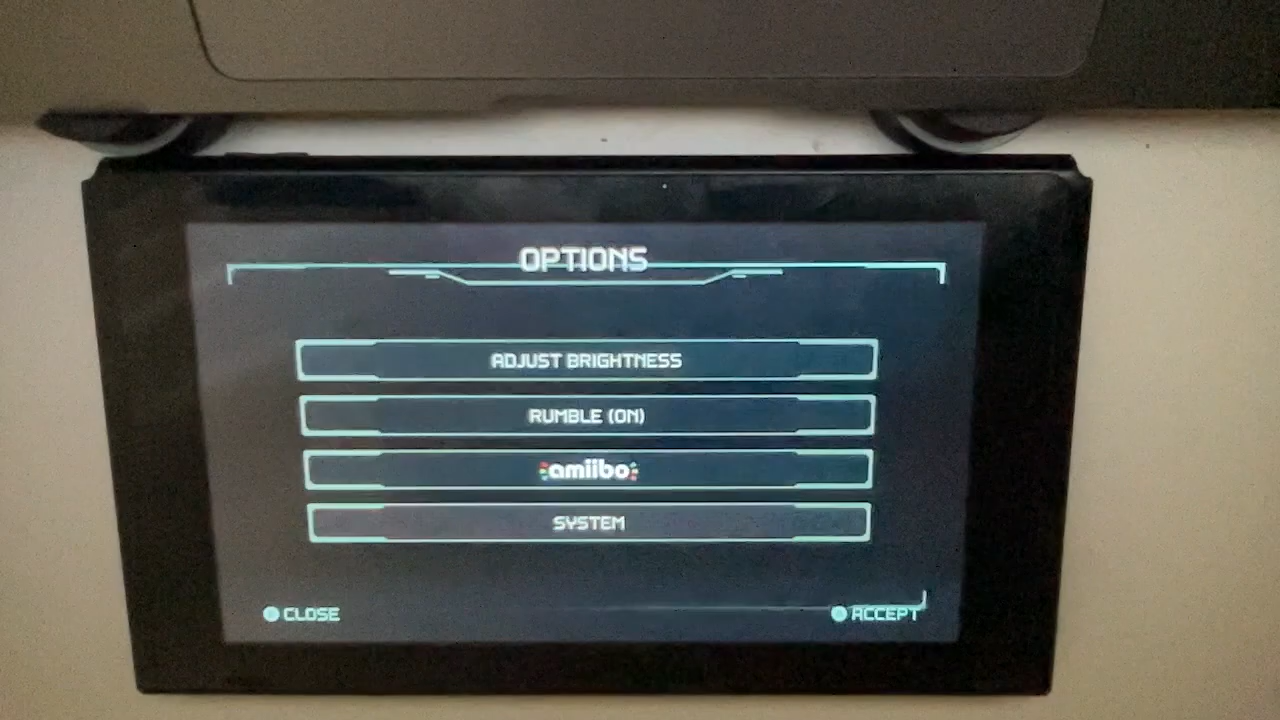 OPTIONS
ADJUST BRIGHTNESS
RUMBLE (ON)
amiibo
SYSTEM
CLOSE
ACCEPT